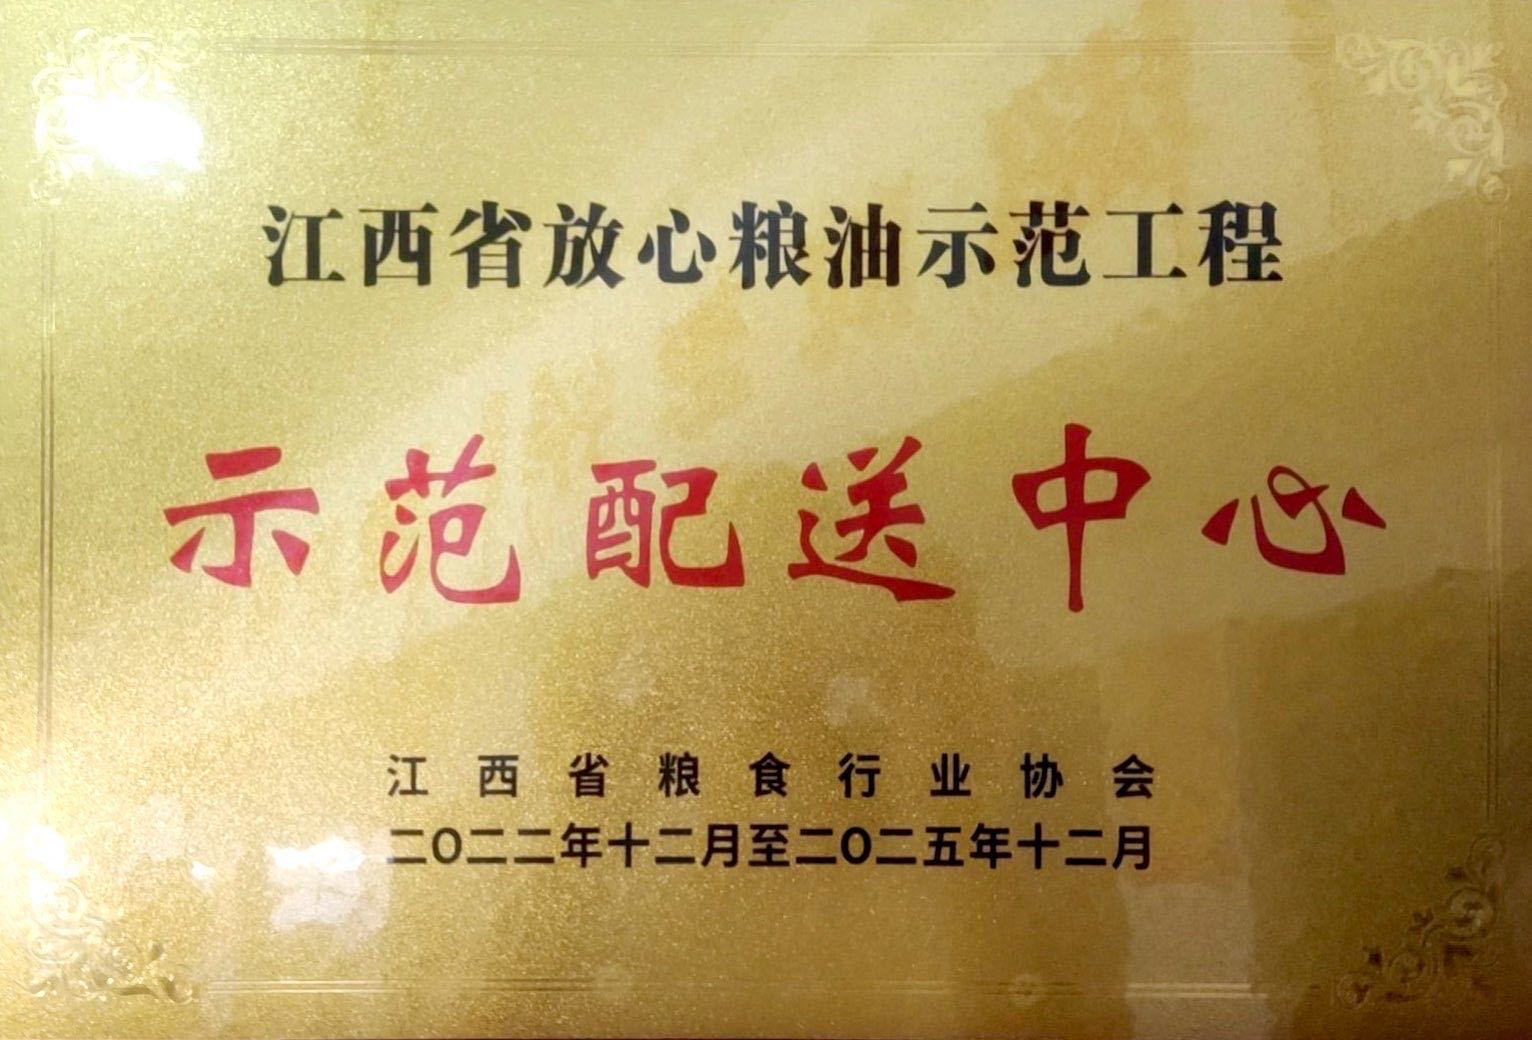 江西省放心粮油示范工程
示范配送中心
江西省粮食行业协会
二〇二二年十二月至二〇二五年十二月